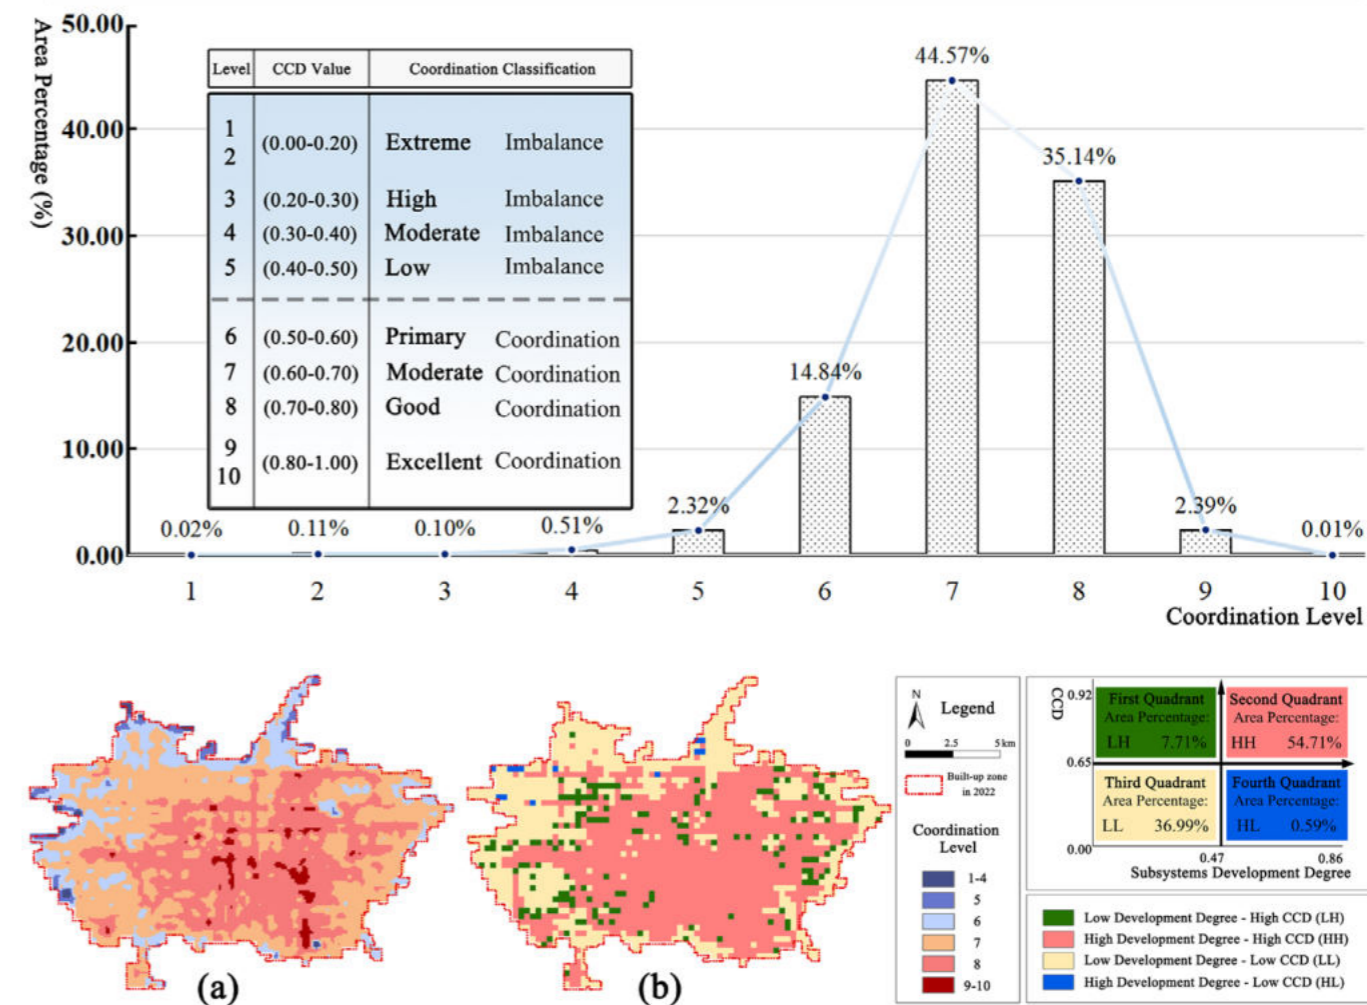 Area Percentage (%)
50.00
40.00
30.00
20.00
10.00
0.00
Level CCD Value Coordination Classification
1
2
(0.00-0.20) Extreme Imbalance
3 (0.20-0.30) High Imbalance
4 (0.30-0.40) Moderate Imbalance
5 (0.40-0.50) Low Imbalance
6 (0.50-0.60) Primary Coordination
7 (0.60-0.70) Moderate Coordination
8 (0.70-0.80) Good Coordination
9
10
(0.80-1.00) Excellent Coordination
0.02% 0.11% 0.10% 0.51% 2.32% 14.84% 44.57% 35.14% 2.39% 0.01%
1 2 3 4 5 6 7 8 9 10
Coordination Level
(a)
(b)
N
Legend
0 2.5 5 km
Built-up zone
in 2022
Coordination
Level
1-4
5
6
7
8
9-10
CCD
0.92
0.65
0.00
0.47
0.86
Subsystems Development Degree
First Quadrant
Area Percentage:
LH 7.71%
Second Quadrant
Area Percentage:
HH 54.71%
Third Quadrant
Area Percentage:
LL 36.99%
Fourth Quadrant
Area Percentage:
HL 0.59%
Low Development Degree - High CCD (LH)
High Development Degree - High CCD (HH)
Low Development Degree - Low CCD (LL)
High Development Degree - Low CCD (HL)